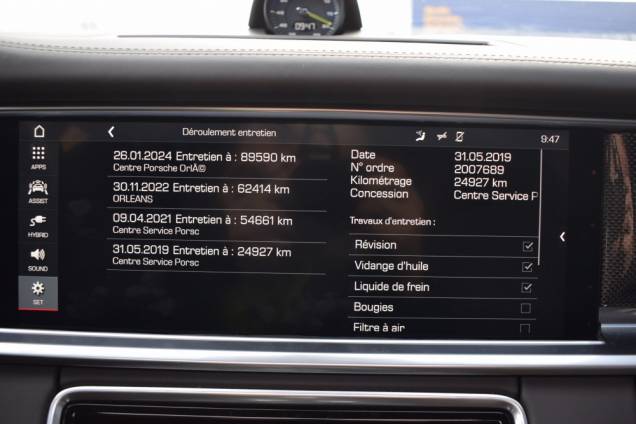 0947
Déroulement entretien
9:47
APPS
ASSIST
HYBRID
SOUND
SET
26.01.2024 Entretien à : 89590 km
Centre Porsche OrlÃ©
30.11.2022 Entretien à : 62414 km
ORLEANS
09.04.2021 Entretien à : 54661 km
Centre Service Porsc
31.05.2019 Entretien à : 24927 km
Centre Service Porsc
Date 31.05.2019
N° ordre 2007689
Kilométrage 24927 km
Concession Centre Service P
Travaux d'entretien :
Révision
Vidange d'huile
Liquide de frein
Bougies
Filtre à air